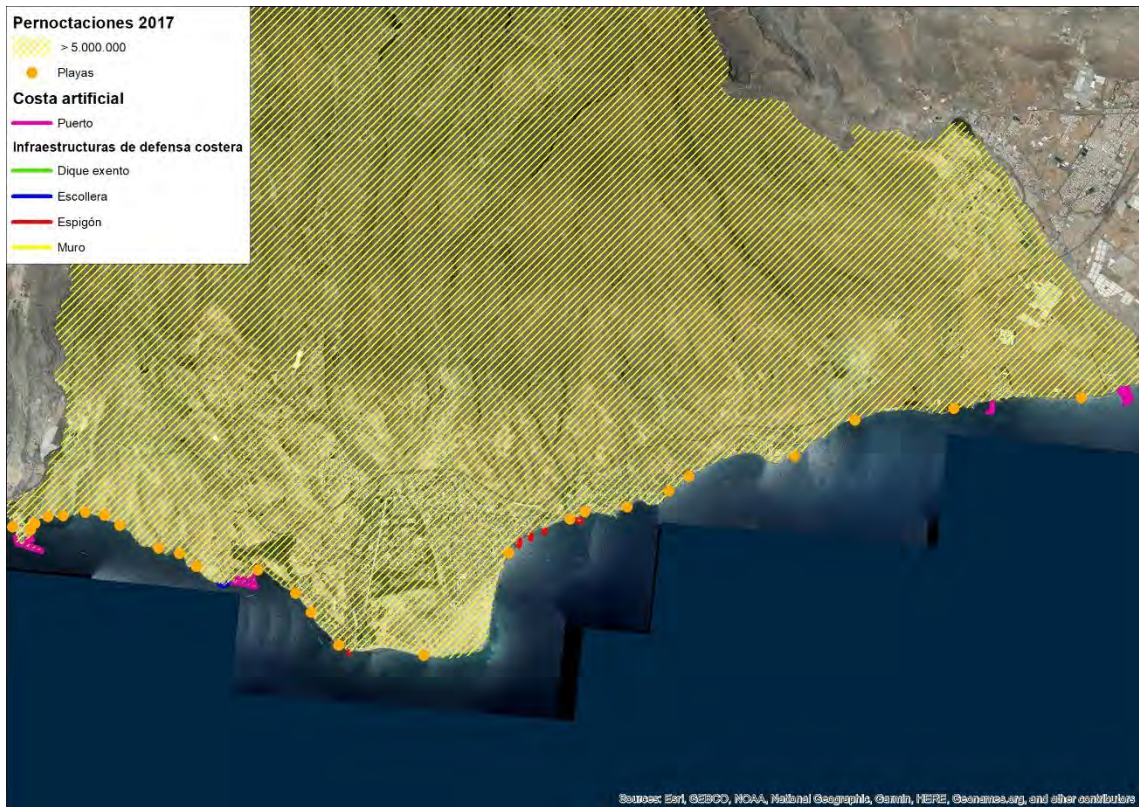 Pernoctaciones 2017
> 5.000.000
Playas
Costa artificial
Puerto
Infraestructuras de defensa costera
Dique exento
Escollera
Espigón
Muro
Sources: Esri, GEBCO, NOAA, National Geographic, Garmin, HERE, Geonames.org, and other contributors